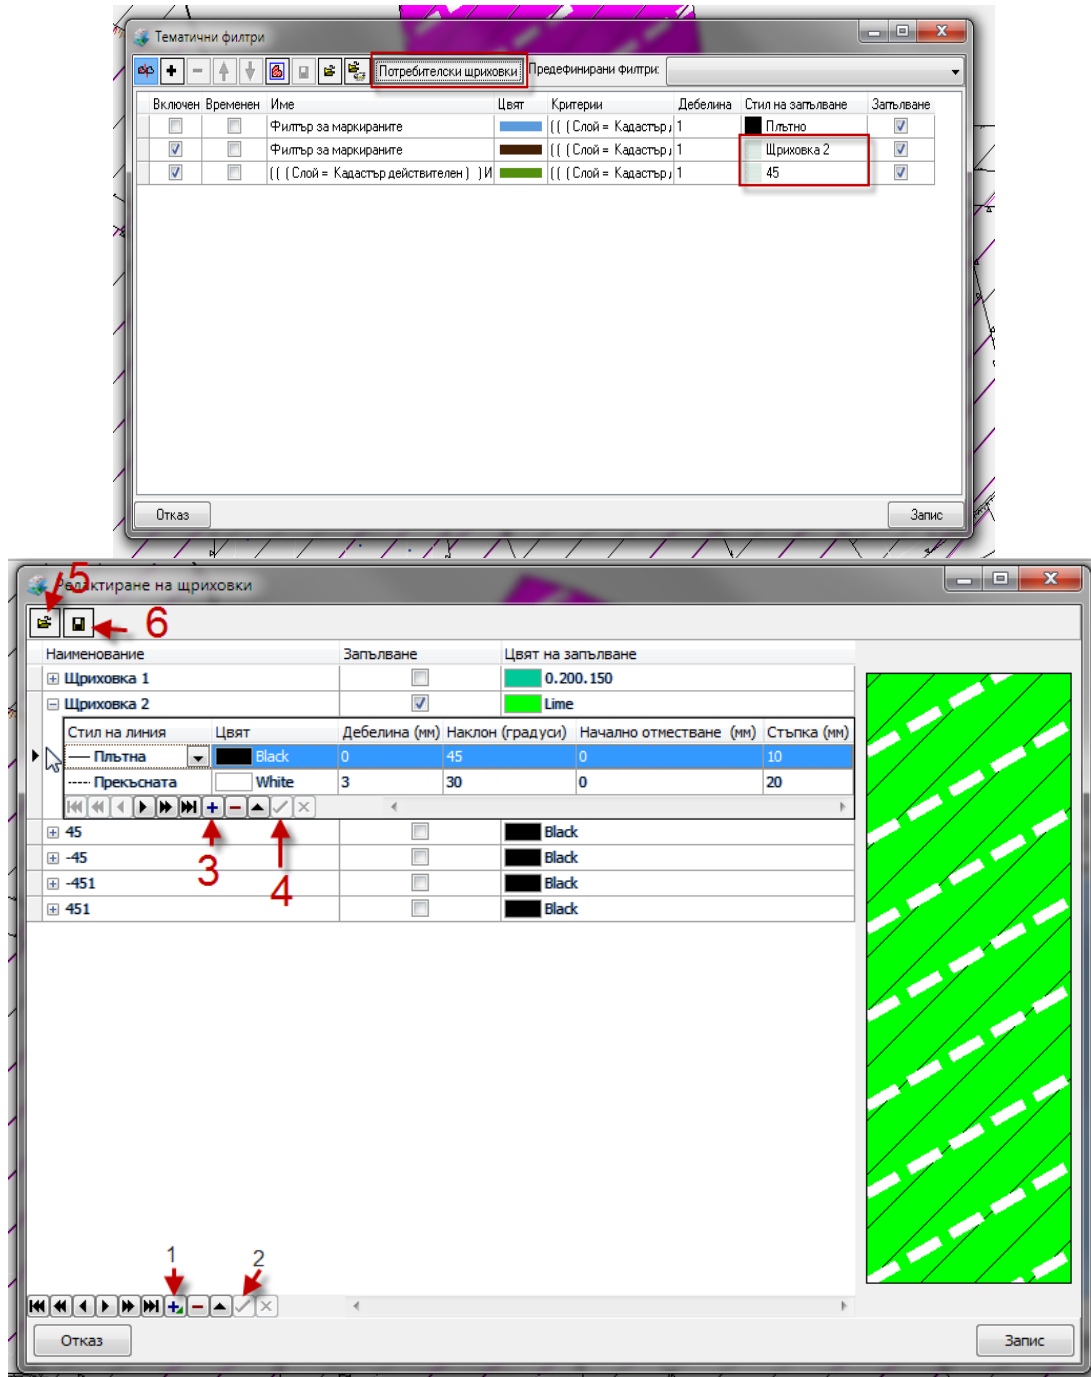 Тематични филтри
Потребителски щриховки Предефинирани филтри:
Включен Временен Име Цвят Критерии Дебелина Стил на запълване Запълване
Филтър за маркираните (( ( Слой = Кадастър 1 Плътно
Филтър за маркираните (( ( Слой = Кадастър 1 Щриховка 2
(( ( Слой = Кадастър действителен ) ) И (( ( Слой = Кадастър 1 45
Отказ Запис
5
Редактиране на щриховки
6
Наименование Запълване Цвят на запълване
Щриховка 1 0.200.150
Щриховка 2 Lime
Стил на линия Цвят Дебелина (мм) Наклон (градуси) Начално отместване (мм) Стъпка (мм)
Плътна Black 0 45 0 10
Прекъсната White 3 30 0 20
45 Black
-45 Black
-451 Black
451 Black
3 4
1 2
Отказ Запис